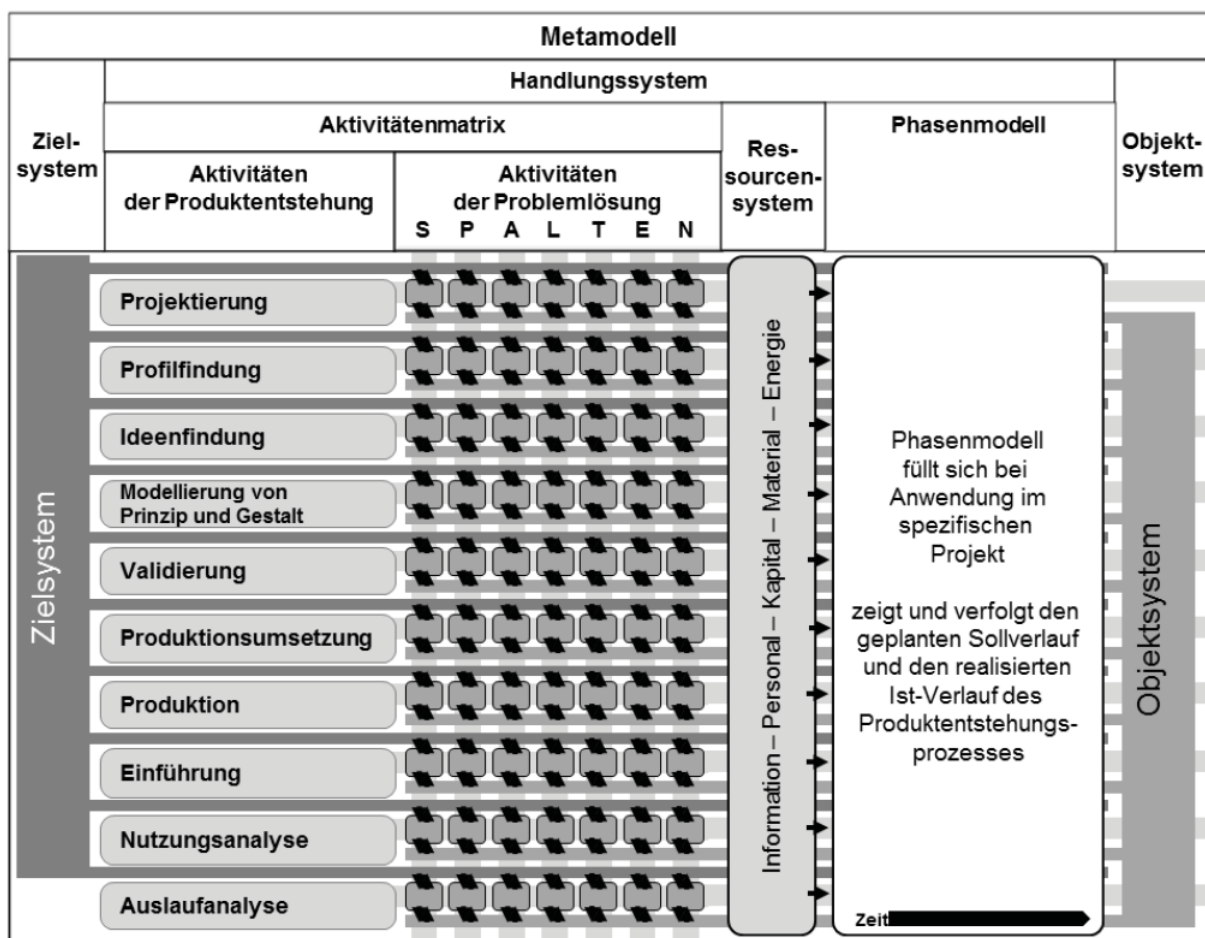 Metamodell
Handlungssystem
Ziel-
system
Aktivitätenmatrix
Aktivitäten
der Produktentstehung
Aktivitäten
der Problemlösung
S P A L T E N
Res-
sourcen-
system
Phasenmodell
Objekt-
system
Zielsystem
Projektierung
Profilfindung
Ideenfindung
Modellierung von
Prinzip und Gestalt
Validierung
Produktionsumsetzung
Produktion
Einführung
Nutzungsanalyse
Auslaufanalyse
Information – Personal – Kapital – Material – Energie
Phasenmodell
füllt sich bei
Anwendung im
spezifischen
Projekt
zeigt und verfolgt den
geplanten Sollverlauf
und den realisierten
Ist-Verlauf des
Produktentstehungs-
prozesses
Zeit
Objektsystem